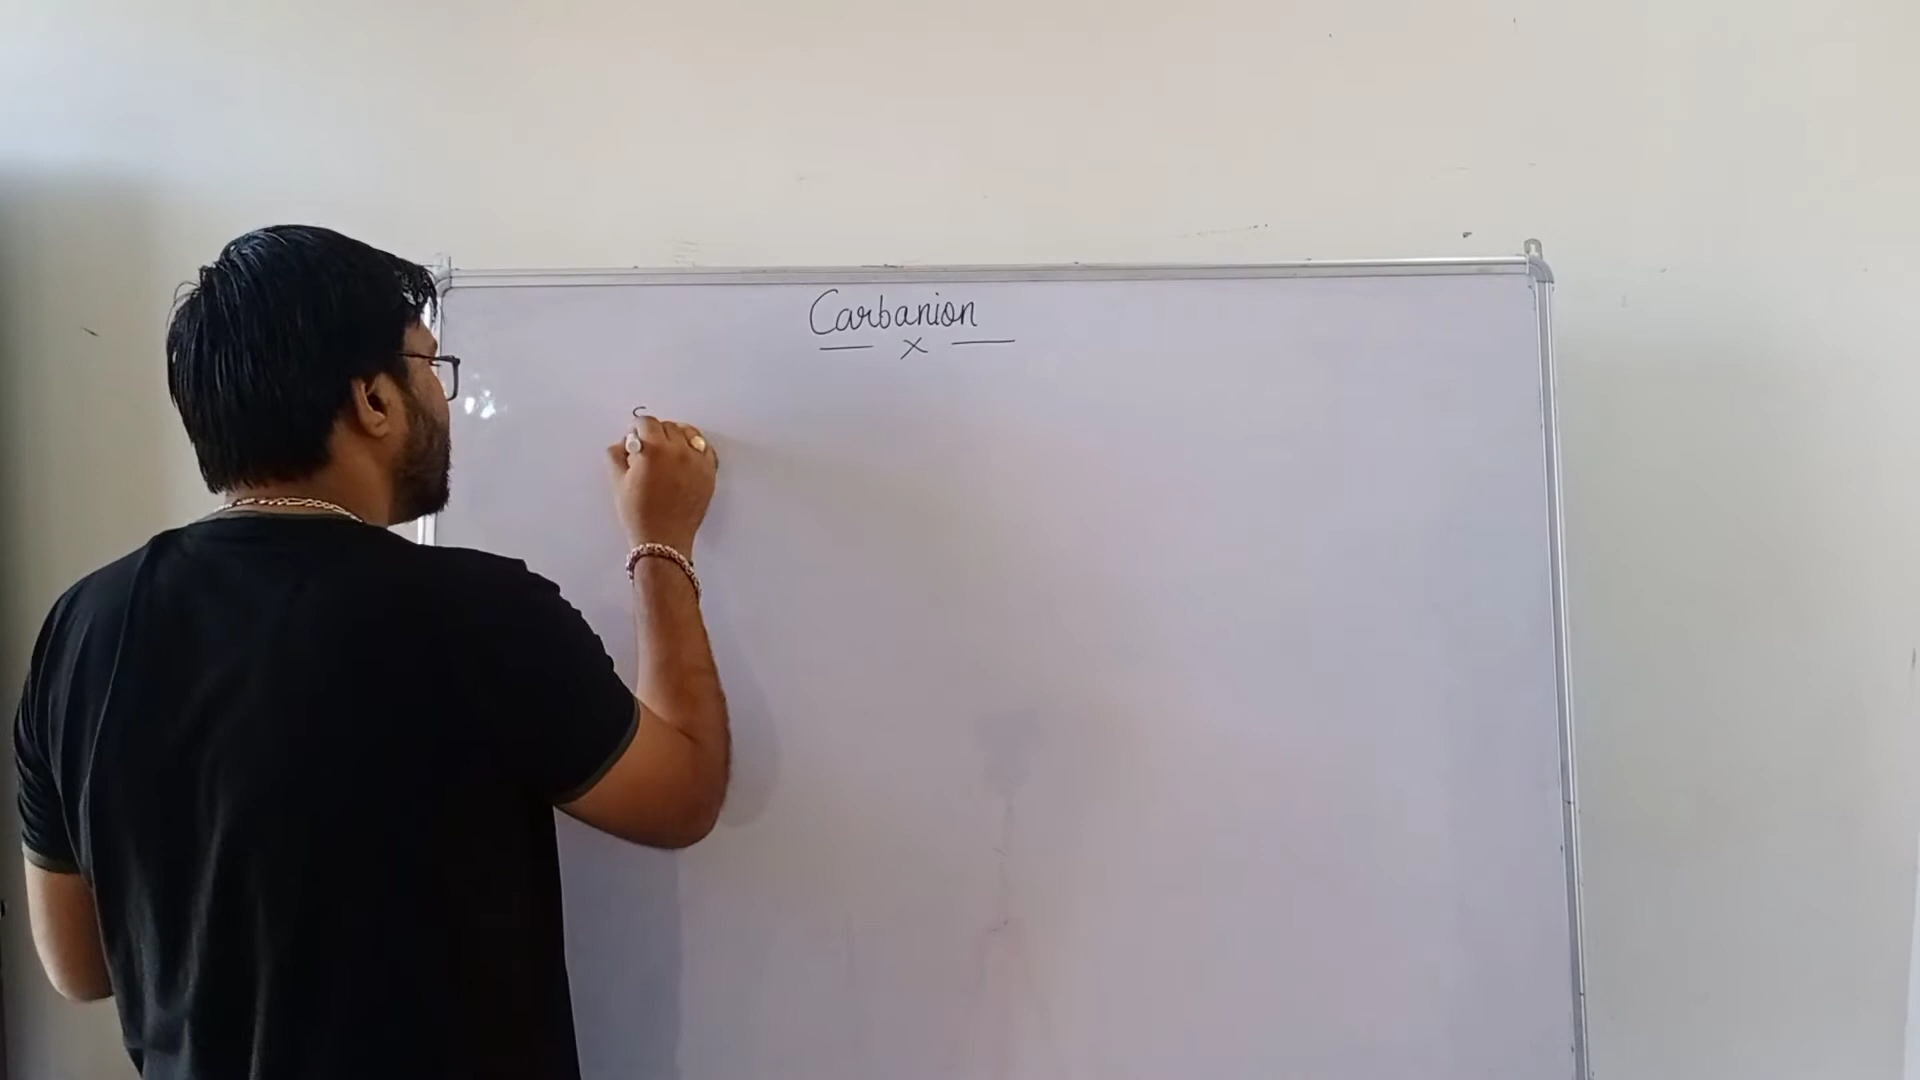 Carbanion
— x —